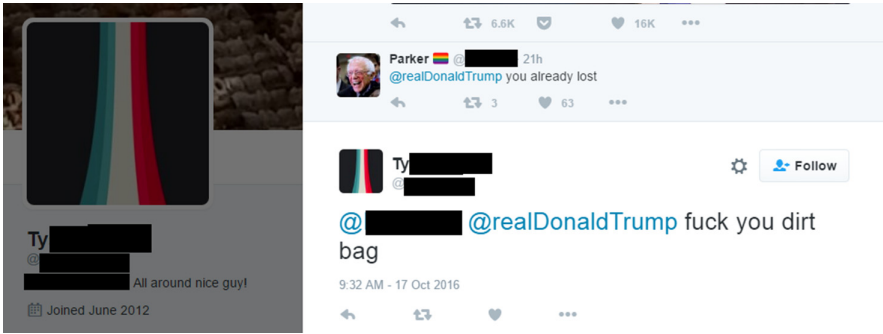 Ty
@
All around nice guy!
Joined June 2012
6.6K 16K
Parker @ 21h
@realDonaldTrump you already lost
3 63
Ty
@
Follow
@ @realDonaldTrump fuck you dirt
bag
9:32 AM - 17 Oct 2016